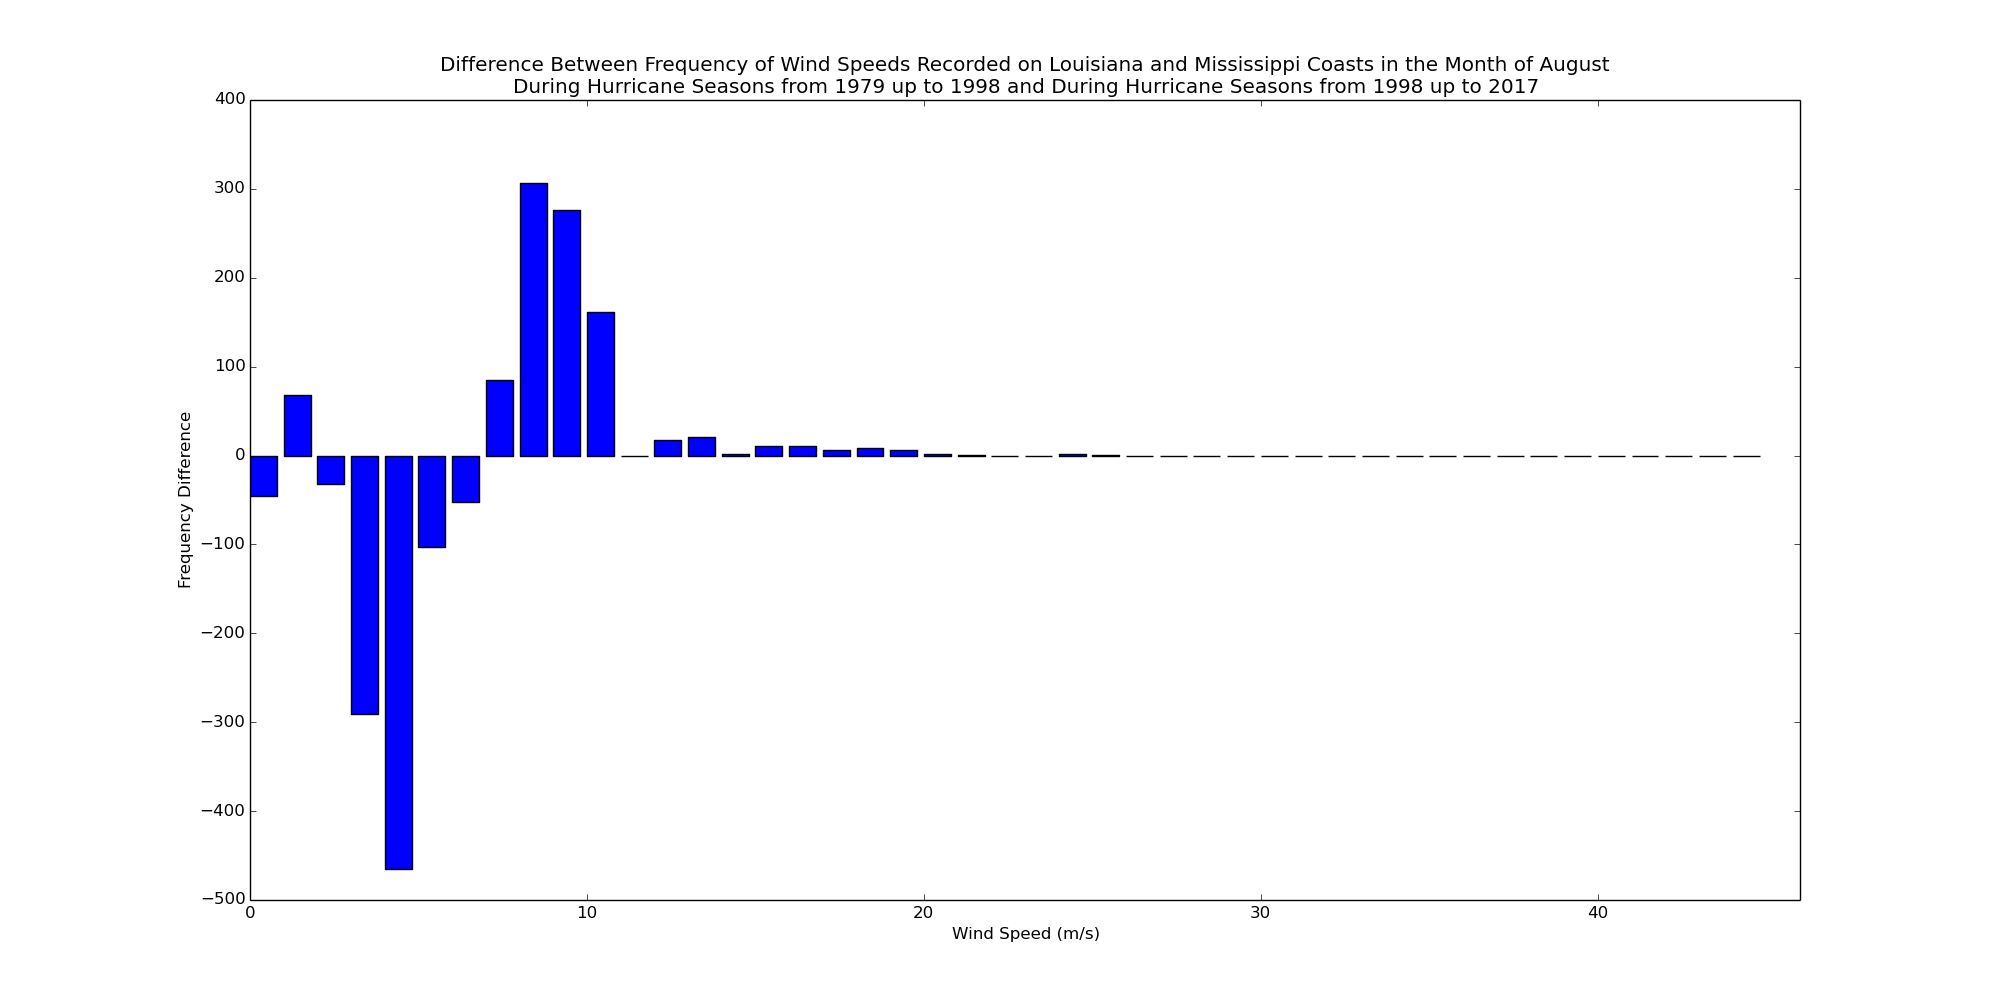 Difference Between Frequency of Wind Speeds Recorded on Louisiana and Mississippi Coasts in the Month of August
During Hurricane Seasons from 1979 up to 1998 and During Hurricane Seasons from 1998 up to 2017
400
300
200
100
0
−100
−200
−300
−400
−500
Frequency Difference
0 10 20 30 40
Wind Speed (m/s)